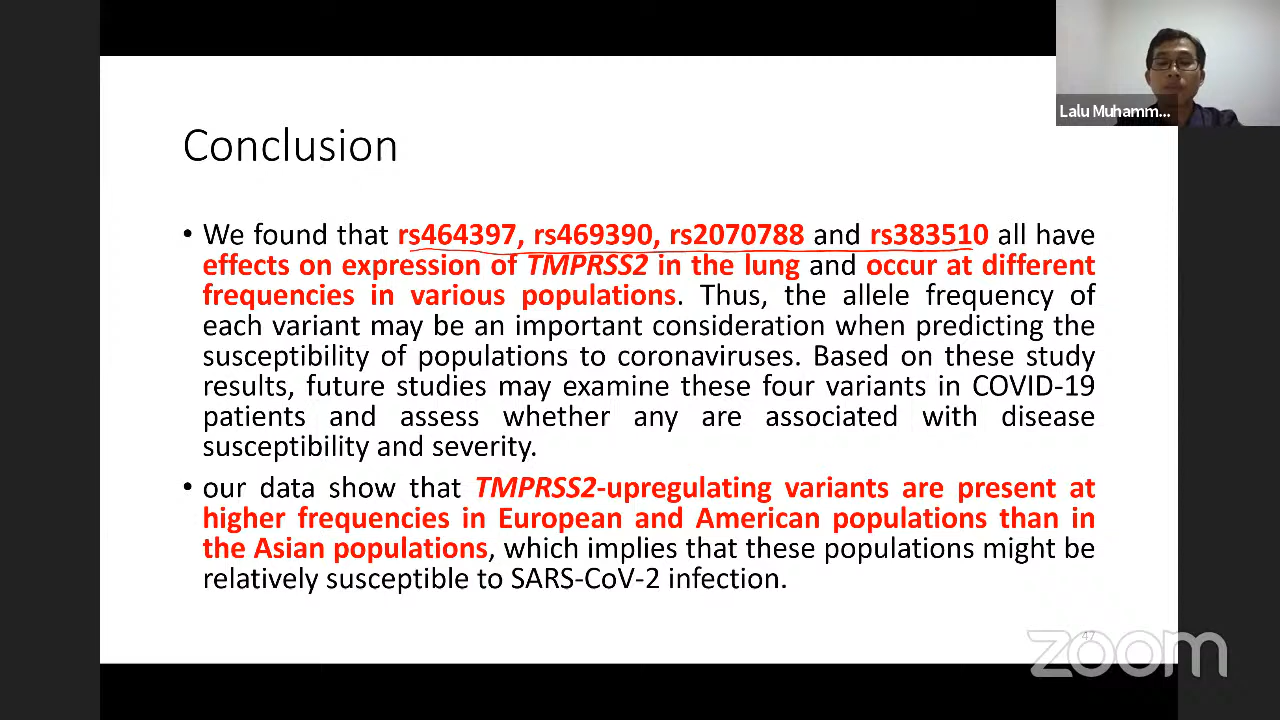 Lalu Muhamm...
Conclusion
• We found that rs464397, rs469390, rs2070788 and rs383510 all have
effects on expression of TMPRSS2 in the lung and occur at different
frequencies in various populations. Thus, the allele frequency of
each variant may be an important consideration when predicting the
susceptibility of populations to coronaviruses. Based on these study
results, future studies may examine these four variants in COVID-19
patients and assess whether any are associated with disease
susceptibility and severity.
• our data show that TMPRSS2-upregulating variants are present at
higher frequencies in European and American populations than in
the Asian populations, which implies that these populations might be
relatively susceptible to SARS-CoV-2 infection.
47
zoom